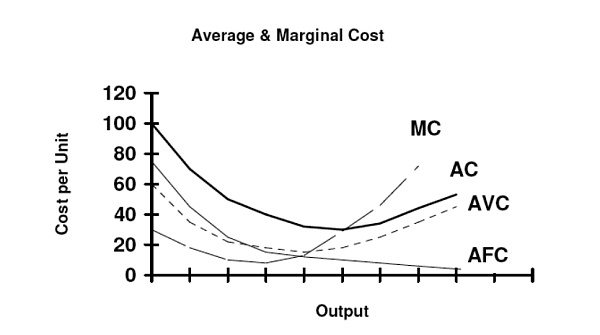 Average & Marginal Cost
120
100
80
60
40
20
0
Cost per Unit
MC
AC
AVC
AFC
Output